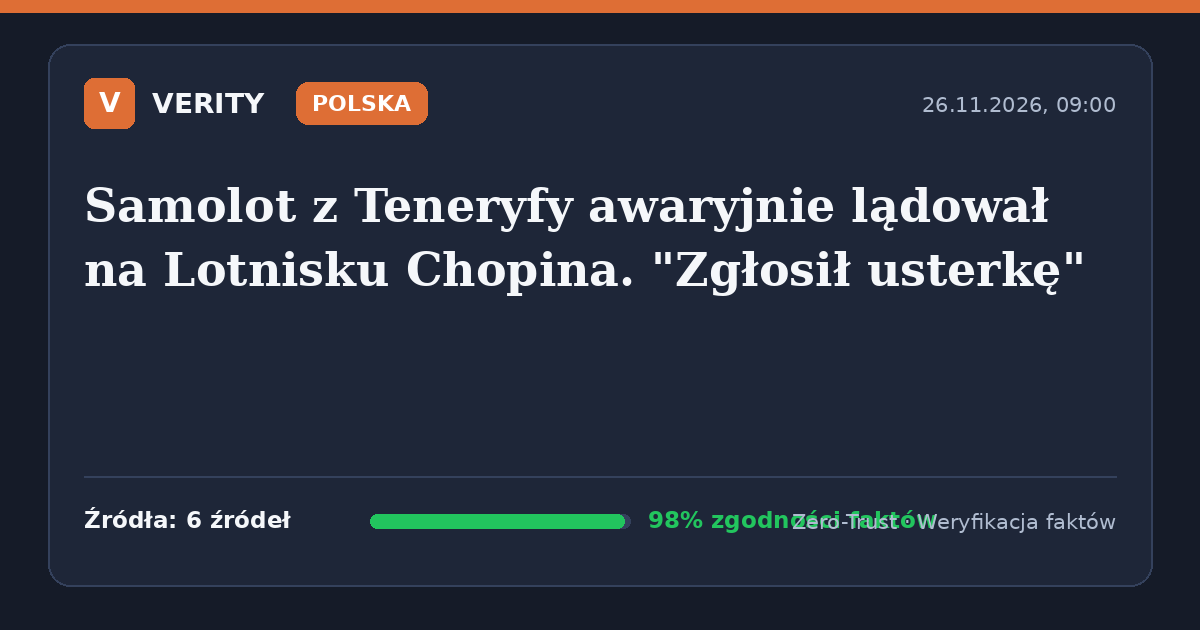 V VERITY POLSKA 26.11.2026, 09:00
Samolot z Teneryfy awaryjnie lądował
na Lotnisku Chopina. "Zgłosił usterkę"
Źródła: 6 źródeł 98% zgodności faktów Zero-Trust · Weryfikacja faktów